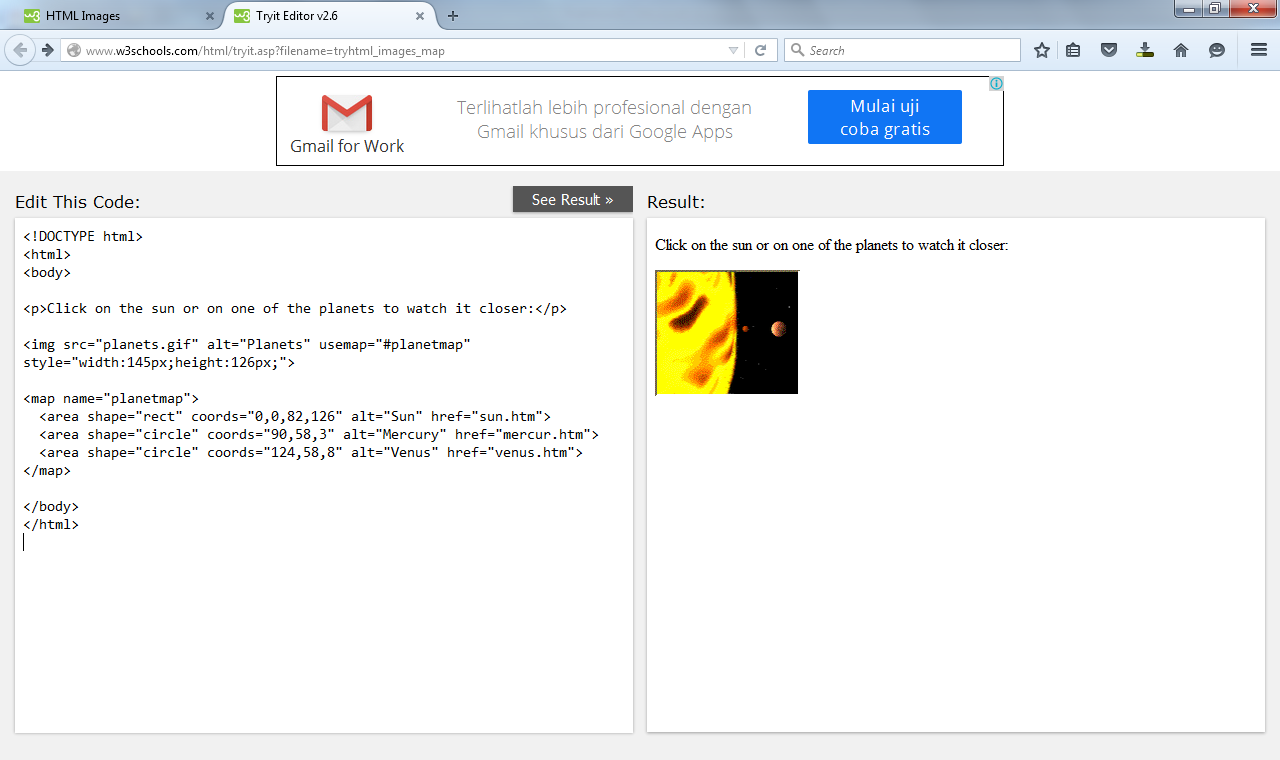 HTML Images
Tryit Editor v2.6
www.w3schools.com/html/tryit.asp?filename=tryhtml_images_map
Search
Gmail for Work
Terlihatlah lebih profesional dengan
Gmail khusus dari Google Apps
Mulai uji
coba gratis
Edit This Code:
See Result »
<!DOCTYPE html>
<html>
<body>
<p>Click on the sun or on one of the planets to watch it closer:</p>
<img src="planets.gif" alt="Planets" usemap="#planetmap"
style="width:145px;height:126px;">
<map name="planetmap">
  <area shape="rect" coords="0,0,82,126" alt="Sun" href="sun.htm">
  <area shape="circle" coords="90,58,3" alt="Mercury" href="mercur.htm">
  <area shape="circle" coords="124,58,8" alt="Venus" href="venus.htm">
</map>
</body>
</html>
Result:
Click on the sun or on one of the planets to watch it closer: